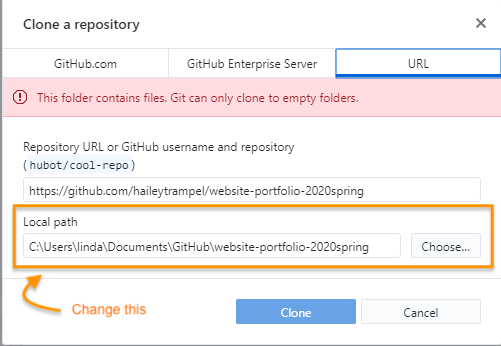 Clone a repository
GitHub.com GitHub Enterprise Server URL
This folder contains files. Git can only clone to empty folders.
Repository URL or GitHub username and repository
(hubot/cool-repo)
https://github.com/haileytrampel/website-portfolio-2020spring
Local path
C:\Users\linda\Documents\GitHub\website-portfolio-2020spring Choose...
Change this
Clone Cancel